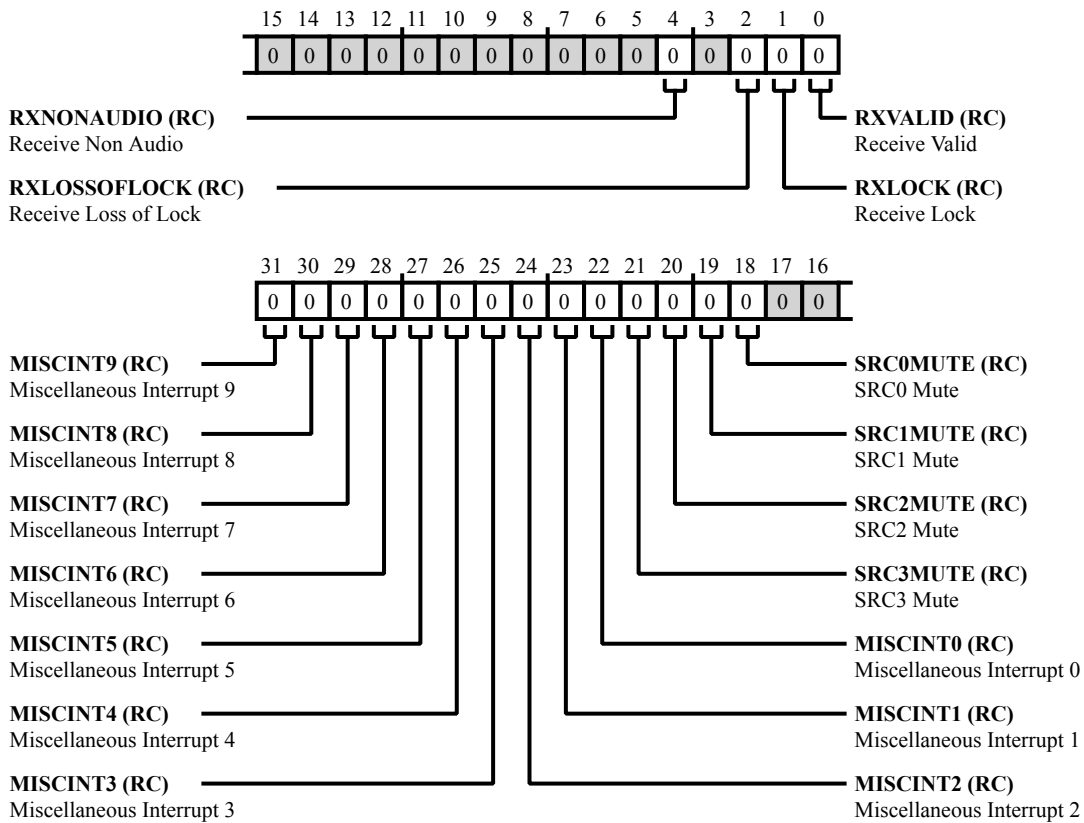 15 14 13 12 11 10 9 8 7 6 5 4 3 2 1 0
0 0 0 0 0 0 0 0 0 0 0 0 0 0 0 0
RXNONAUDIO (RC)
Receive Non Audio
RXVALID (RC)
Receive Valid
RXLOSSOFLOCK (RC)
Receive Loss of Lock
RXLOCK (RC)
Receive Lock
31 30 29 28 27 26 25 24 23 22 21 20 19 18 17 16
0 0 0 0 0 0 0 0 0 0 0 0 0 0 0 0
MISCINT9 (RC)
Miscellaneous Interrupt 9
SRC0MUTE (RC)
SRC0 Mute
MISCINT8 (RC)
Miscellaneous Interrupt 8
SRC1MUTE (RC)
SRC1 Mute
MISCINT7 (RC)
Miscellaneous Interrupt 7
SRC2MUTE (RC)
SRC2 Mute
MISCINT6 (RC)
Miscellaneous Interrupt 6
SRC3MUTE (RC)
SRC3 Mute
MISCINT5 (RC)
Miscellaneous Interrupt 5
MISCINT0 (RC)
Miscellaneous Interrupt 0
MISCINT4 (RC)
Miscellaneous Interrupt 4
MISCINT1 (RC)
Miscellaneous Interrupt 1
MISCINT3 (RC)
Miscellaneous Interrupt 3
MISCINT2 (RC)
Miscellaneous Interrupt 2